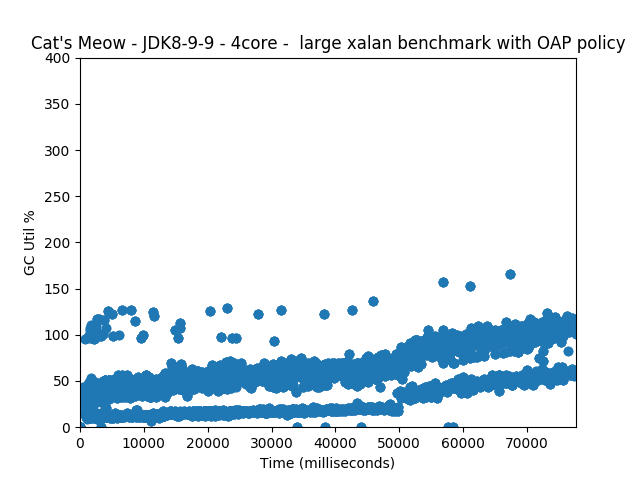 Cat's Meow - JDK8-9-9 - 4core -  large xalan benchmark with OAP policy
400
350
300
250
200
150
100
50
0
GC Util %
0 10000 20000 30000 40000 50000 60000 70000
Time (milliseconds)